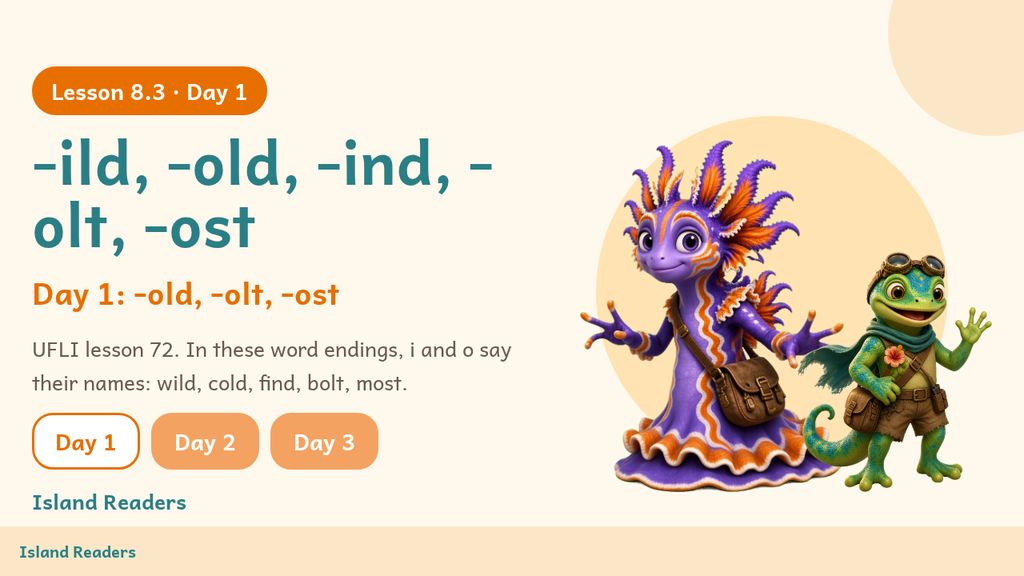 Lesson 8.3 · Day 1
-ild, -old, -ind, -
olt, -ost
Day 1: -old, -olt, -ost
UFLI lesson 72. In these word endings, i and o say
their names: wild, cold, find, bolt, most.
Day 1
Day 2
Day 3
Island Readers
Island Readers